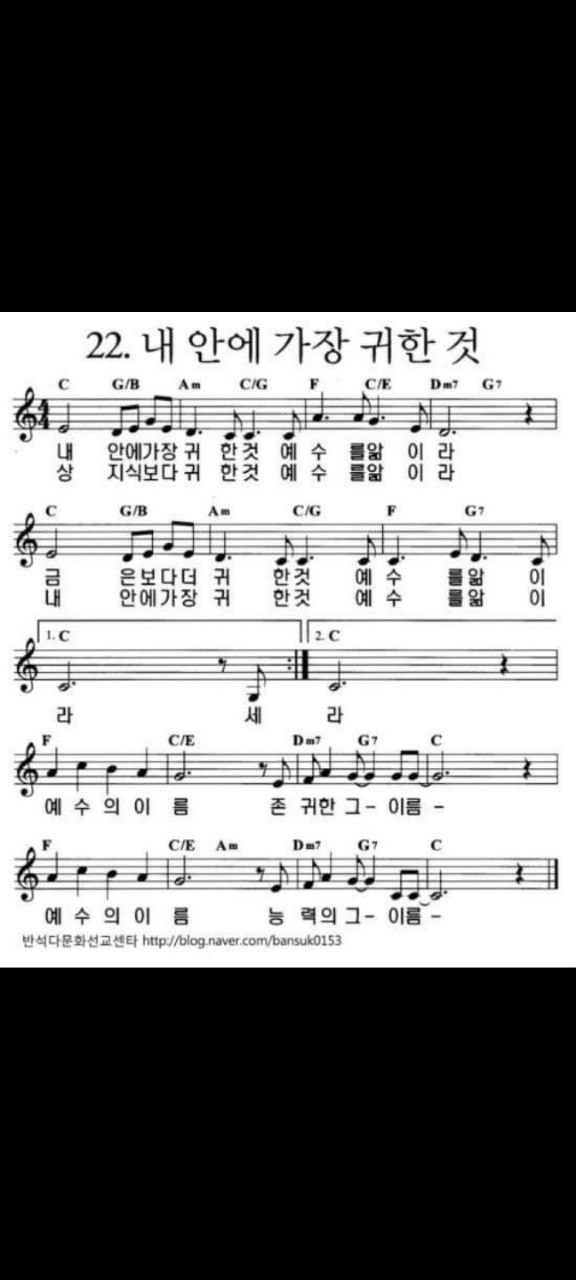 22. 내 안에 가장 귀한 것
C G/B Am C/G F C/E Dm7 G7
내 안에가장 귀 한것 예 수 를앎 이 라
상 지식보다 귀 한것 예 수 를앎 이 라
C G/B Am C/G F G7
금 은보다더 귀 한것 예 수 를앎 이
내 안에가장 귀 한것 예 수 를앎 이
1. C 2. C
라 세 라
F C/E Dm7 G7 C
예 수 의 이 름 존 귀한 그- 이름 -
F C/E Am Dm7 G7 C
예 수 의 이 름 능 력의 그- 이름 -
반석다문화선교센타 http://blog.naver.com/bansuk0153